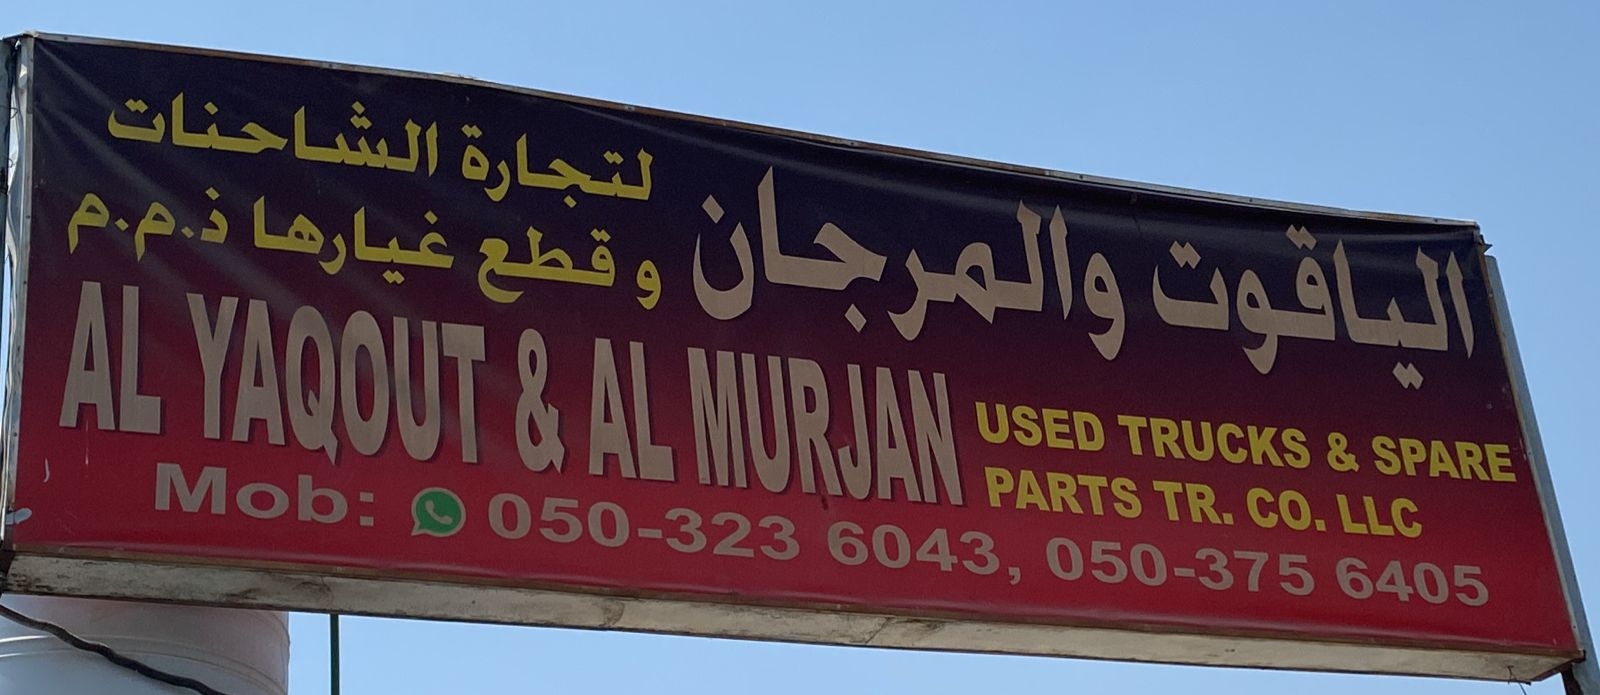 الياقوت والمرجان
لتجارة الشاحنات
و قطع غيارها ذ.م.م
AL YAQOUT & AL MURJAN
USED TRUCKS & SPARE
PARTS TR. CO. LLC
Mob: 050-323 6043, 050-375 6405